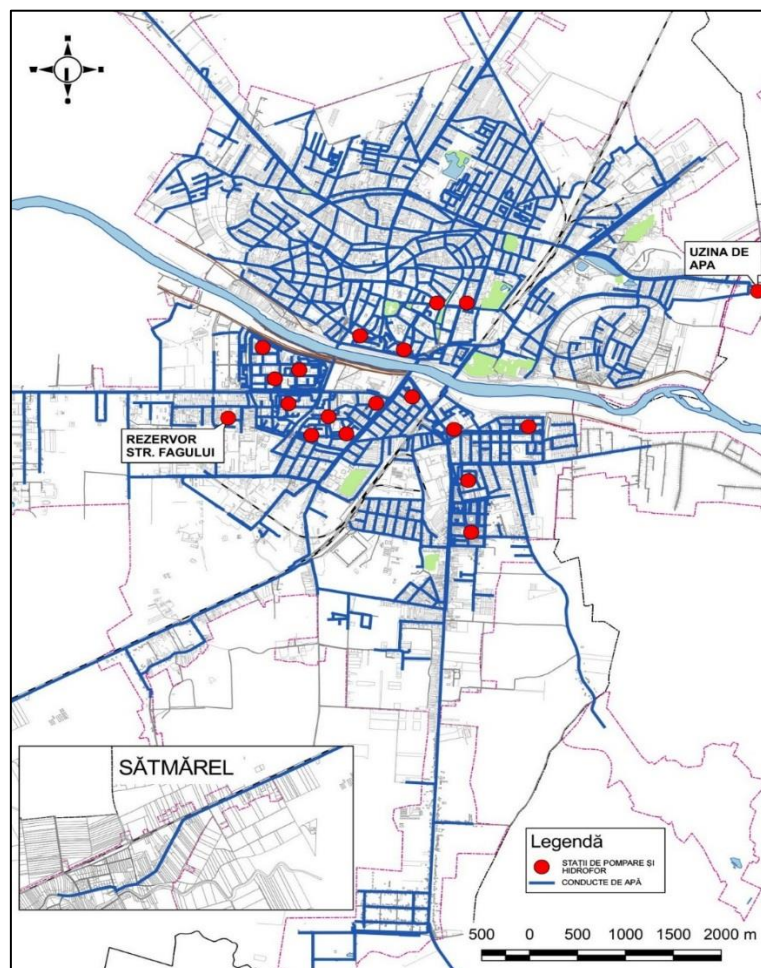 UZINA DE
APA
REZERVOR
STR. FAGULUI
SĂTMĂREL
Legendă
STAȚII DE POMPARE ȘI
HIDROFOR
CONDUCTE DE APĂ
500 0 500 1000 1500 2000 m